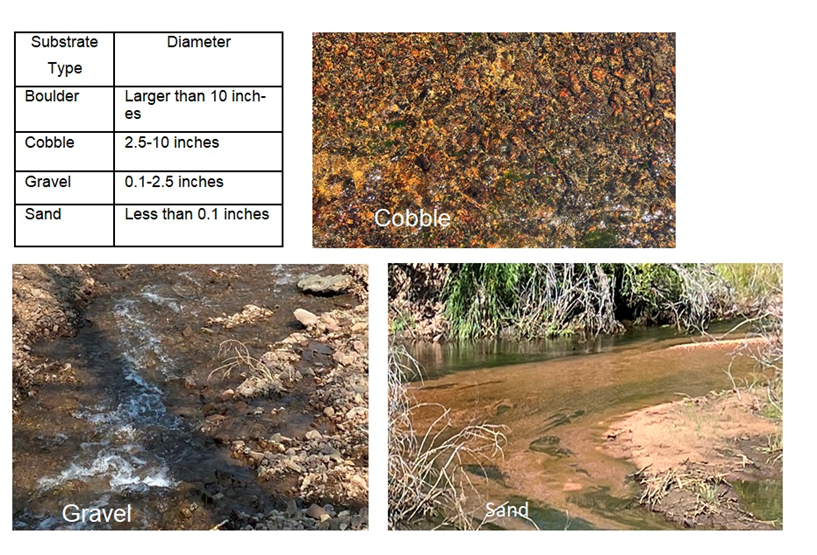 Substrate Diameter
Type
Boulder Larger than 10 inch-
es
Cobble 2.5-10 inches
Gravel 0.1-2.5 inches
Sand Less than 0.1 inches
Cobble
Gravel
Sand